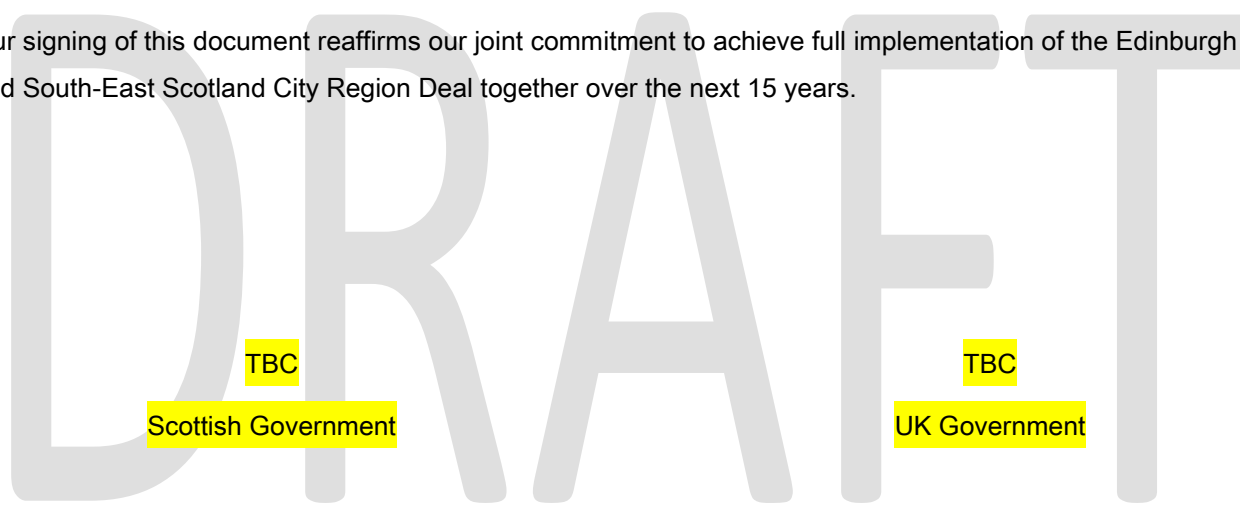 ur signing of this document reaffirms our joint commitment to achieve full implementation of the Edinburgh
d South-East Scotland City Region Deal together over the next 15 years.
DRAFT
TBC TBC
Scottish Government UK Government